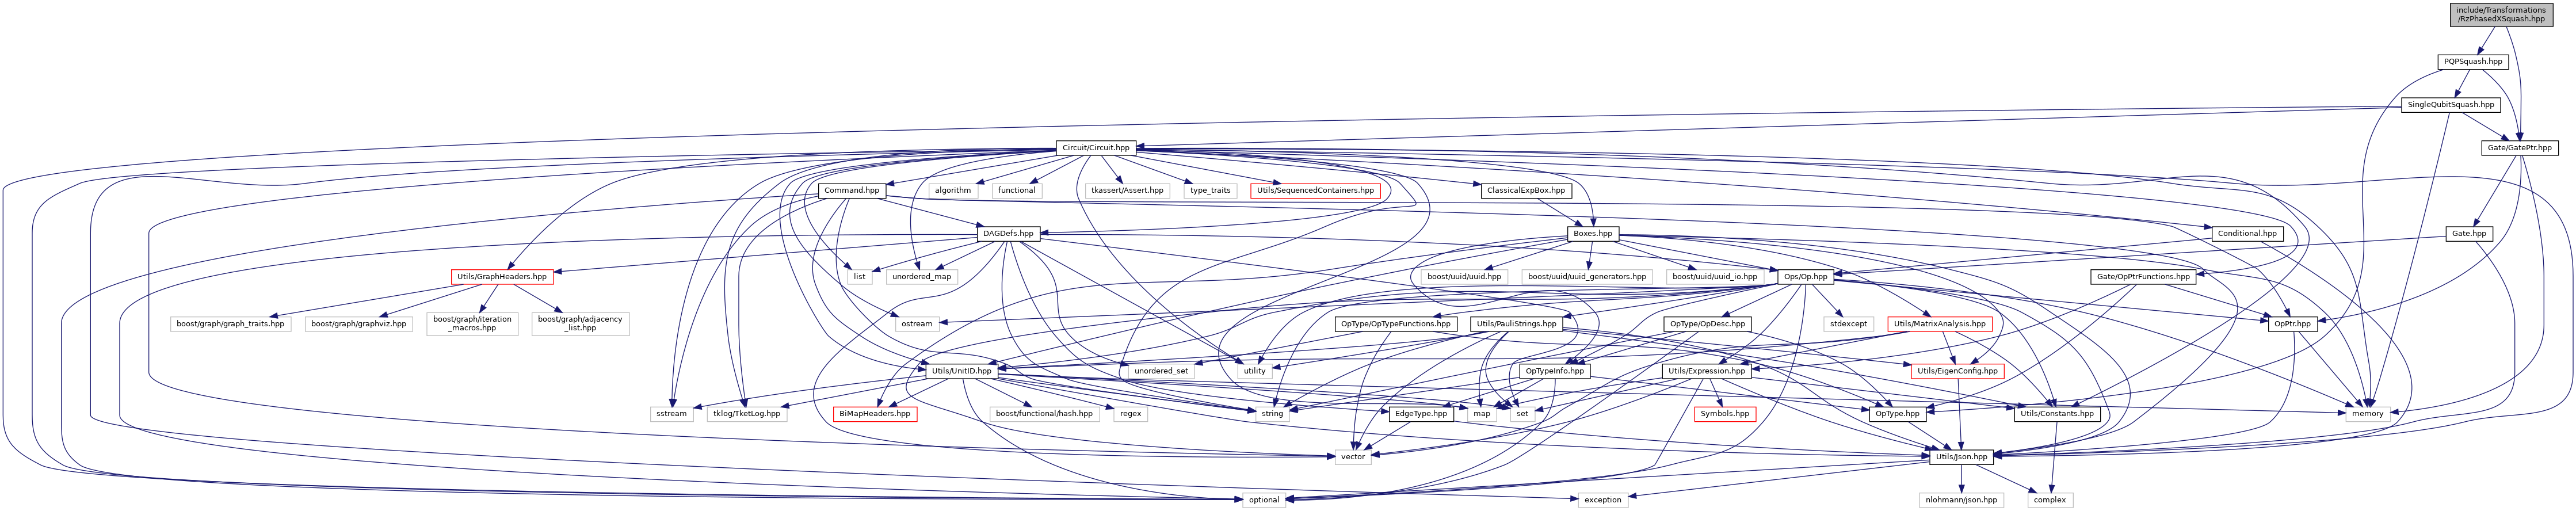 include/Transformations
/RzPhasedXSquash.hpp
PQPSquash.hpp
SingleQubitSquash.hpp
Circuit/Circuit.hpp
Gate/GatePtr.hpp
Command.hpp
algorithm
functional
tkassert/Assert.hpp
type_traits
Utils/SequencedContainers.hpp
ClassicalExpBox.hpp
DAGDefs.hpp
Boxes.hpp
Conditional.hpp
Gate.hpp
Utils/GraphHeaders.hpp
list
unordered_map
boost/uuid/uuid.hpp
boost/uuid/uuid_generators.hpp
boost/uuid/uuid_io.hpp
Ops/Op.hpp
Gate/OpPtrFunctions.hpp
boost/graph/graph_traits.hpp
boost/graph/graphviz.hpp
boost/graph/iteration
_macros.hpp
boost/graph/adjacency
_list.hpp
ostream
OpType/OpTypeFunctions.hpp
Utils/PauliStrings.hpp
OpType/OpDesc.hpp
stdexcept
Utils/MatrixAnalysis.hpp
OpPtr.hpp
Utils/UnitID.hpp
unordered_set
utility
OpTypeInfo.hpp
Utils/Expression.hpp
Utils/EigenConfig.hpp
sstream
tklog/TketLog.hpp
BiMapHeaders.hpp
boost/functional/hash.hpp
regex
string
EdgeType.hpp
map
set
Symbols.hpp
OpType.hpp
Utils/Constants.hpp
memory
vector
Utils/Json.hpp
optional
exception
nlohmann/json.hpp
complex